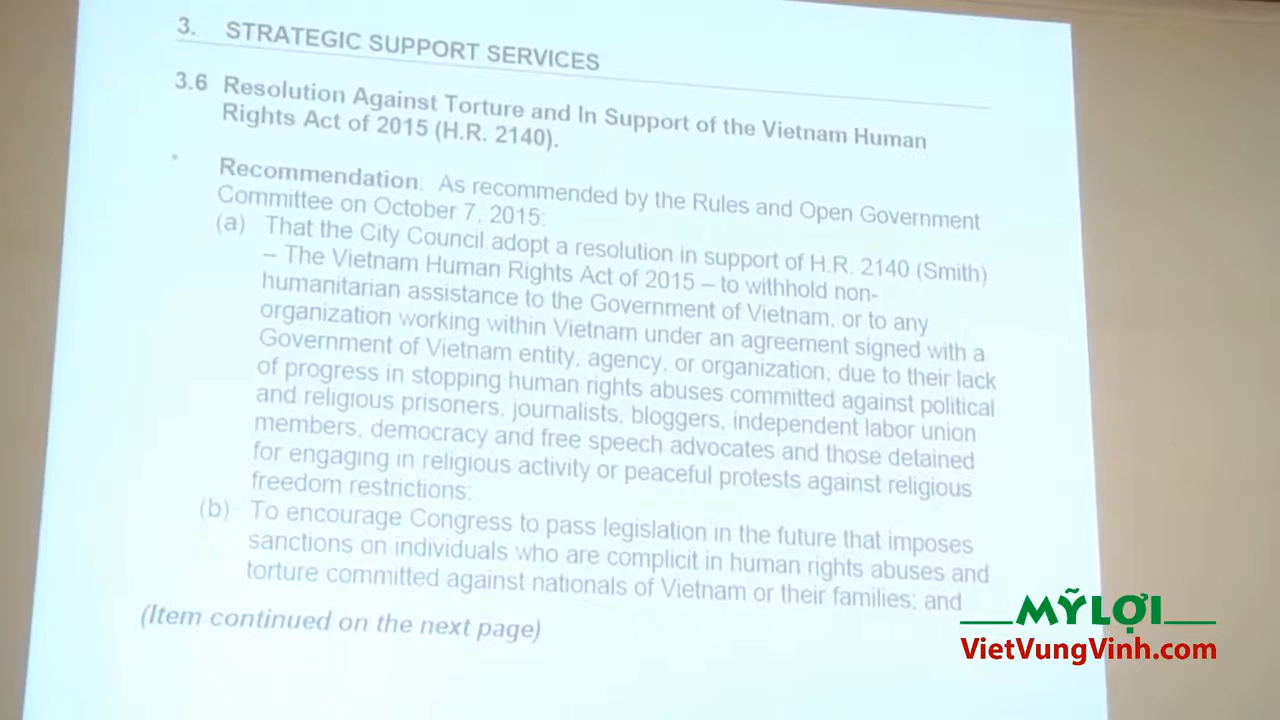 3. STRATEGIC SUPPORT SERVICES
3.6 Resolution Against Torture and In Support of the Vietnam Human
Rights Act of 2015 (H.R. 2140).
Recommendation: As recommended by the Rules and Open Government
Committee on October 7, 2015:
(a) That the City Council adopt a resolution in support of H.R. 2140 (Smith)
– The Vietnam Human Rights Act of 2015 – to withhold non-
humanitarian assistance to the Government of Vietnam, or to any
organization working within Vietnam under an agreement signed with a
Government of Vietnam entity, agency, or organization, due to their lack
of progress in stopping human rights abuses committed against political
and religious prisoners, journalists, bloggers, independent labor union
members, democracy and free speech advocates and those detained
for engaging in religious activity or peaceful protests against religious
freedom restrictions;
(b) To encourage Congress to pass legislation in the future that imposes
sanctions on individuals who are complicit in human rights abuses and
torture committed against nationals of Vietnam or their families; and
(Item continued on the next page)
MỸ LỢI
VietVungVinh.com